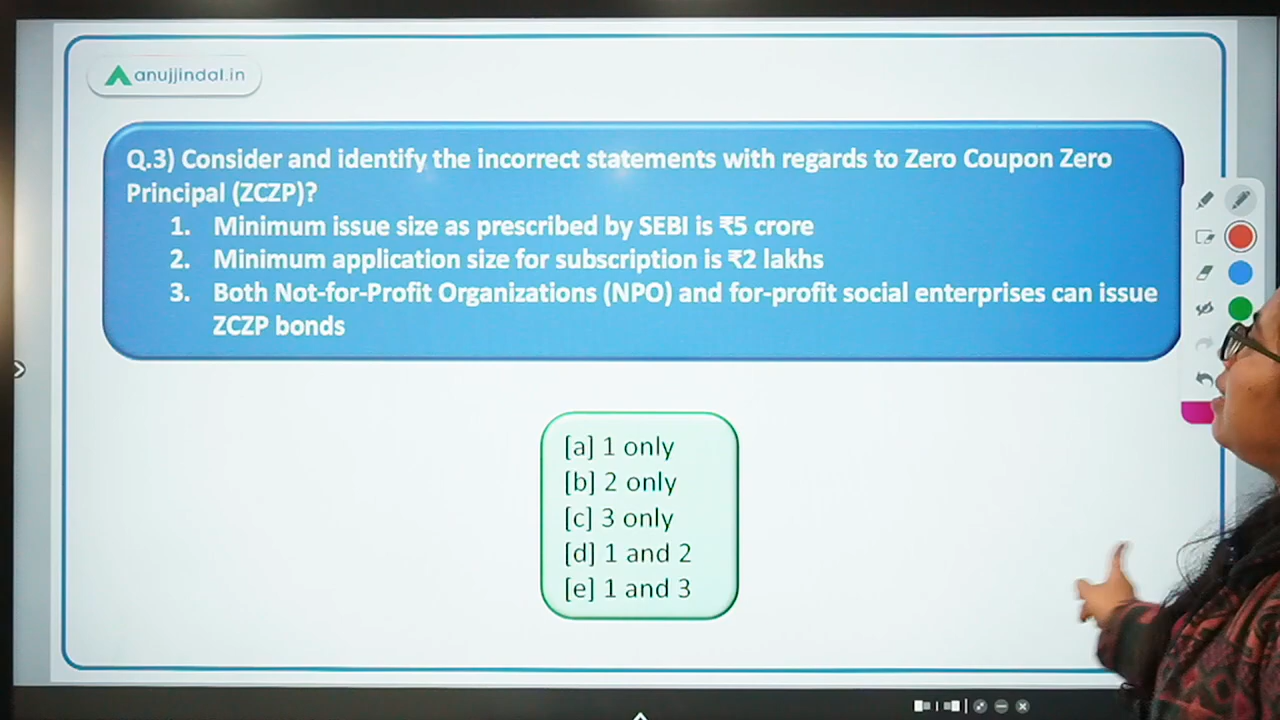 anujjindal.in
Q.3) Consider and identify the incorrect statements with regards to Zero Coupon Zero
Principal (ZCZP)?
1. Minimum issue size as prescribed by SEBI is ₹5 crore
2. Minimum application size for subscription is ₹2 lakhs
3. Both Not-for-Profit Organizations (NPO) and for-profit social enterprises can issue
ZCZP bonds
[a] 1 only
[b] 2 only
[c] 3 only
[d] 1 and 2
[e] 1 and 3